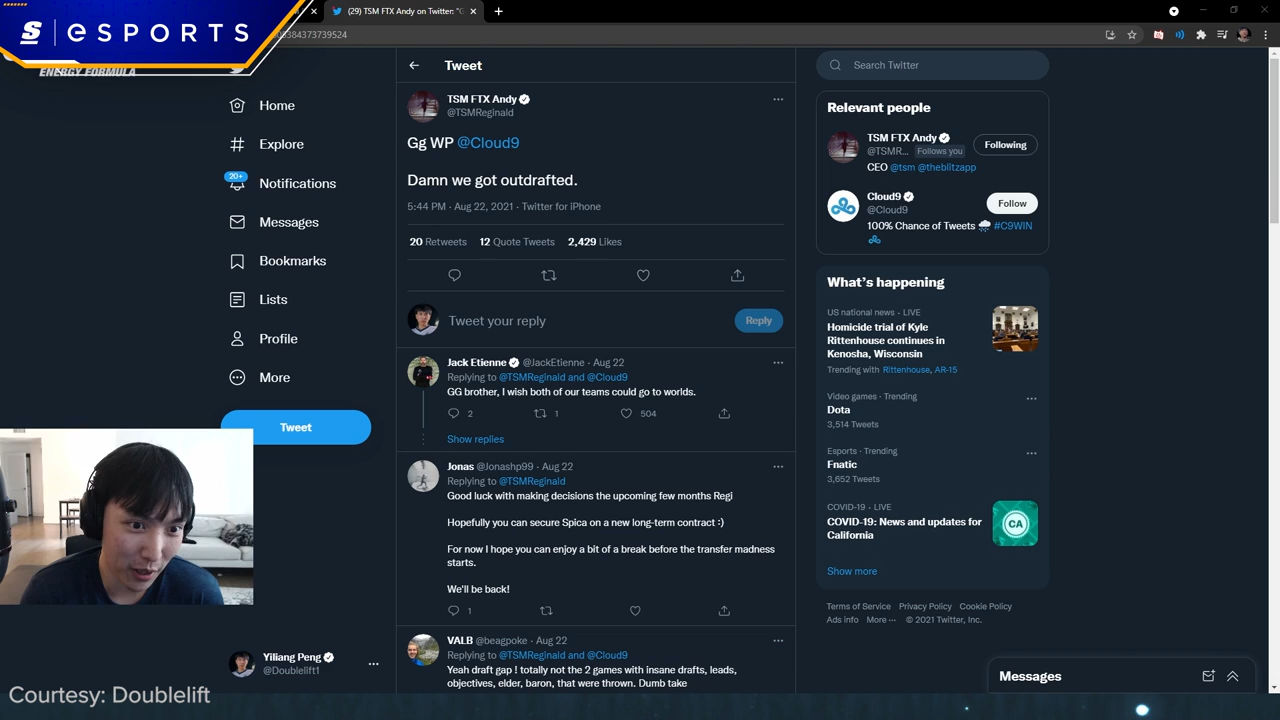 S | eSPORTS
ENERGY FORMULA
(29) TSM FTX Andy on Twitter: "G
384373739524
Home
Explore
20+
Notifications
Messages
Bookmarks
Lists
Profile
More
Tweet
Yiliang Peng
@Doublelift1
Courtesy: Doublelift
Tweet
TSM FTX Andy
@TSMReginald
Gg WP @Cloud9
Damn we got outdrafted.
5:44 PM · Aug 22, 2021 · Twitter for iPhone
20 Retweets 12 Quote Tweets 2,429 Likes
Tweet your reply
Reply
Jack Etienne @JackEtienne · Aug 22
Replying to @TSMReginald and @Cloud9
GG brother, I wish both of our teams could go to worlds.
2 1 504
Show replies
Jonas @Jonashp99 · Aug 22
Replying to @TSMReginald
Good luck with making decisions the upcoming few months Regi
Hopefully you can secure Spica on a new long-term contract :)
For now I hope you can enjoy a bit of a break before the transfer madness
starts.
We'll be back!
1
VALB @beagpoke · Aug 22
Replying to @TSMReginald and @Cloud9
Yeah draft gap ! totally not the 2 games with insane drafts, leads,
objectives, elder, baron, that were thrown. Dumb take
Search Twitter
Relevant people
TSM FTX Andy
@TSMR... Follows you
Following
CEO @tsm @theblitzapp
Cloud9
@Cloud9
Follow
100% Chance of Tweets 🌧 #C9WIN
What's happening
US national news · LIVE
Homicide trial of Kyle
Rittenhouse continues in
Kenosha, Wisconsin
Trending with Rittenhouse, AR-15
Video games · Trending
Dota
3,514 Tweets
Esports · Trending
Fnatic
3,652 Tweets
COVID-19 · LIVE
COVID-19: News and updates for
California
CA
Show more
Terms of Service Privacy Policy Cookie Policy
Ads info More ··· © 2021 Twitter, Inc.
Messages